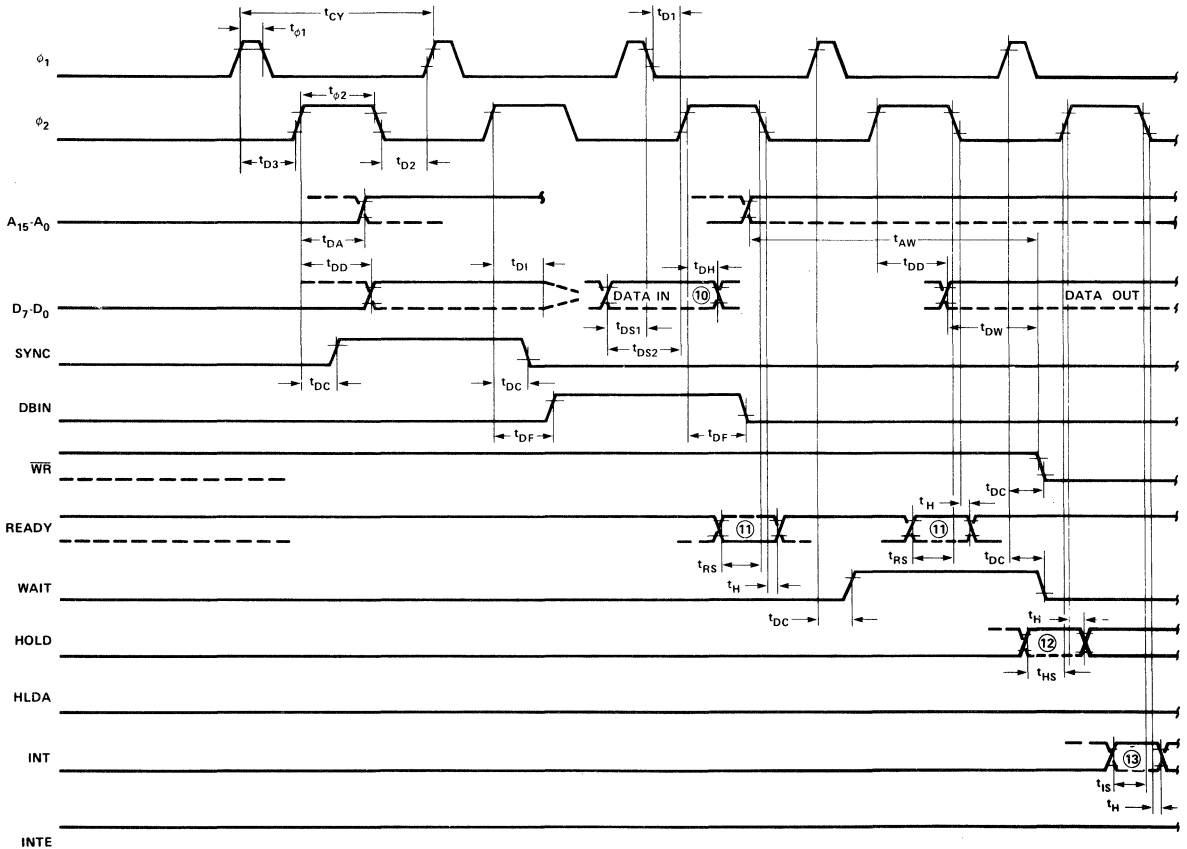 tCY
tD1
tϕ1
ϕ1
tϕ2
ϕ2
tD3
tD2
A15-A0
tDA
tAW
tDD
tDI
tDH
tDD
D7-D0
DATA IN
⑩
DATA OUT
tDS1
tDW
tDS2
SYNC
tDC
tDC
DBIN
tDF
tDF
WR
tDC
tH
READY
⑪
⑪
tRS
tRS
tDC
tH
WAIT
tDC
tH
HOLD
⑫
tHS
HLDA
INT
⑬
tIS
tH
INTE